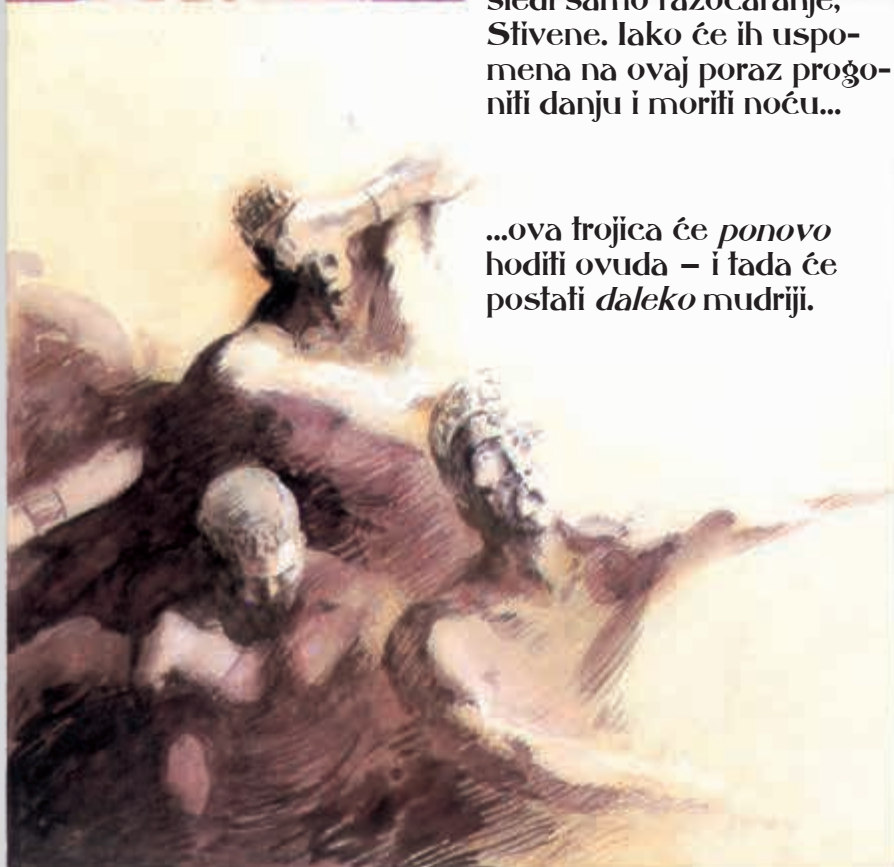 sledi samo razočaranje,
Stivene. Iako će ih uspo-
mena na ovaj poraz progo-
niti danju i moriti noću...
...ova trojica će ponovo
hoditi ovuda – i tada će
postati daleko mudriji.